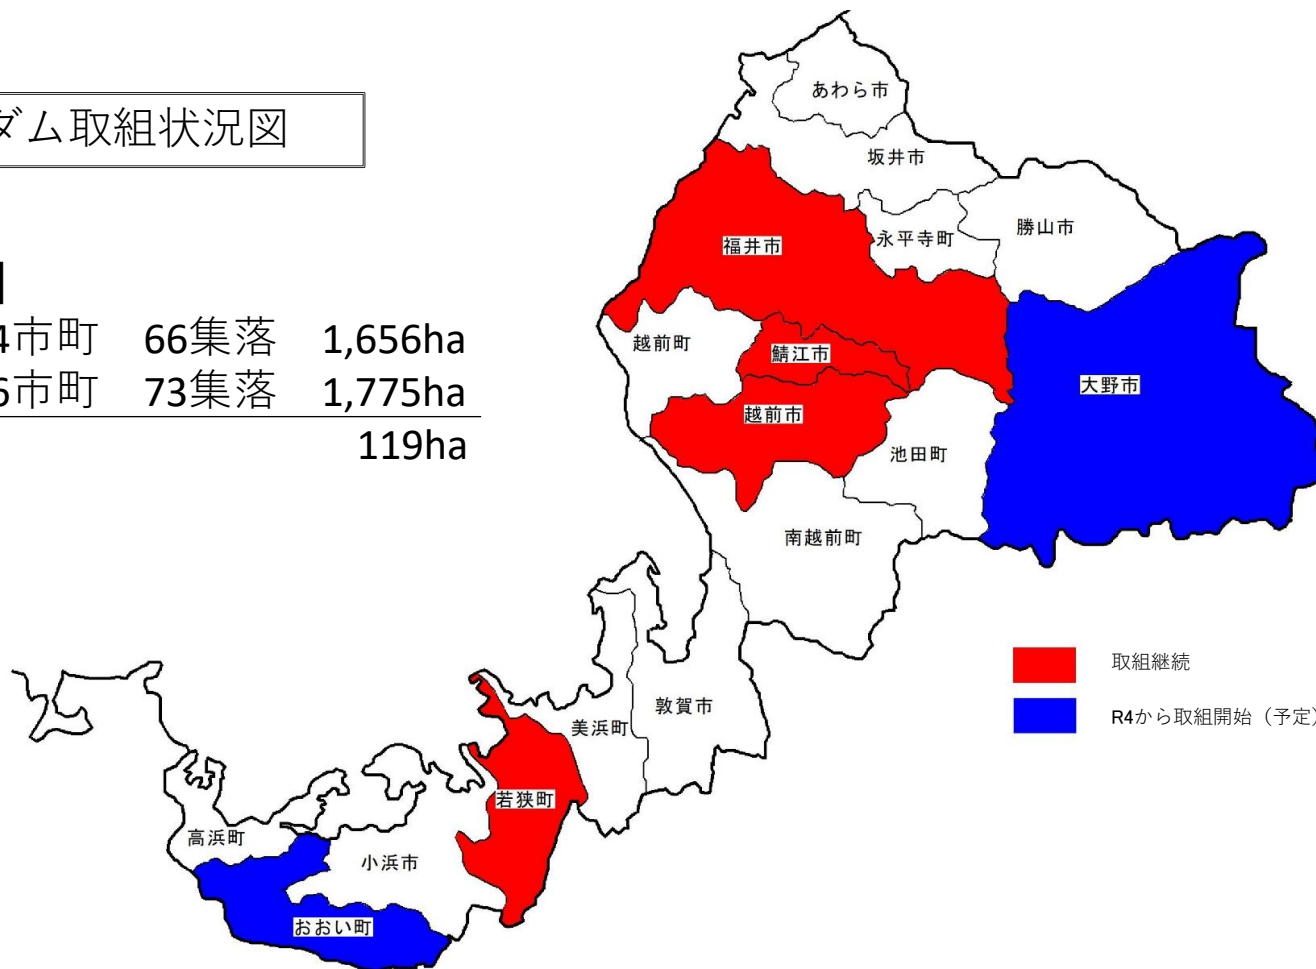 ダム取組状況図
4市町 66集落 1,656ha
6市町 73集落 1,775ha
119ha
あわら市
坂井市
福井市
永平寺町
勝山市
越前町
鯖江市
大野市
越前市
池田町
南越前町
取組継続
R4から取組開始（予定）
敦賀市
美浜町
若狭町
高浜町
小浜市
おおい町